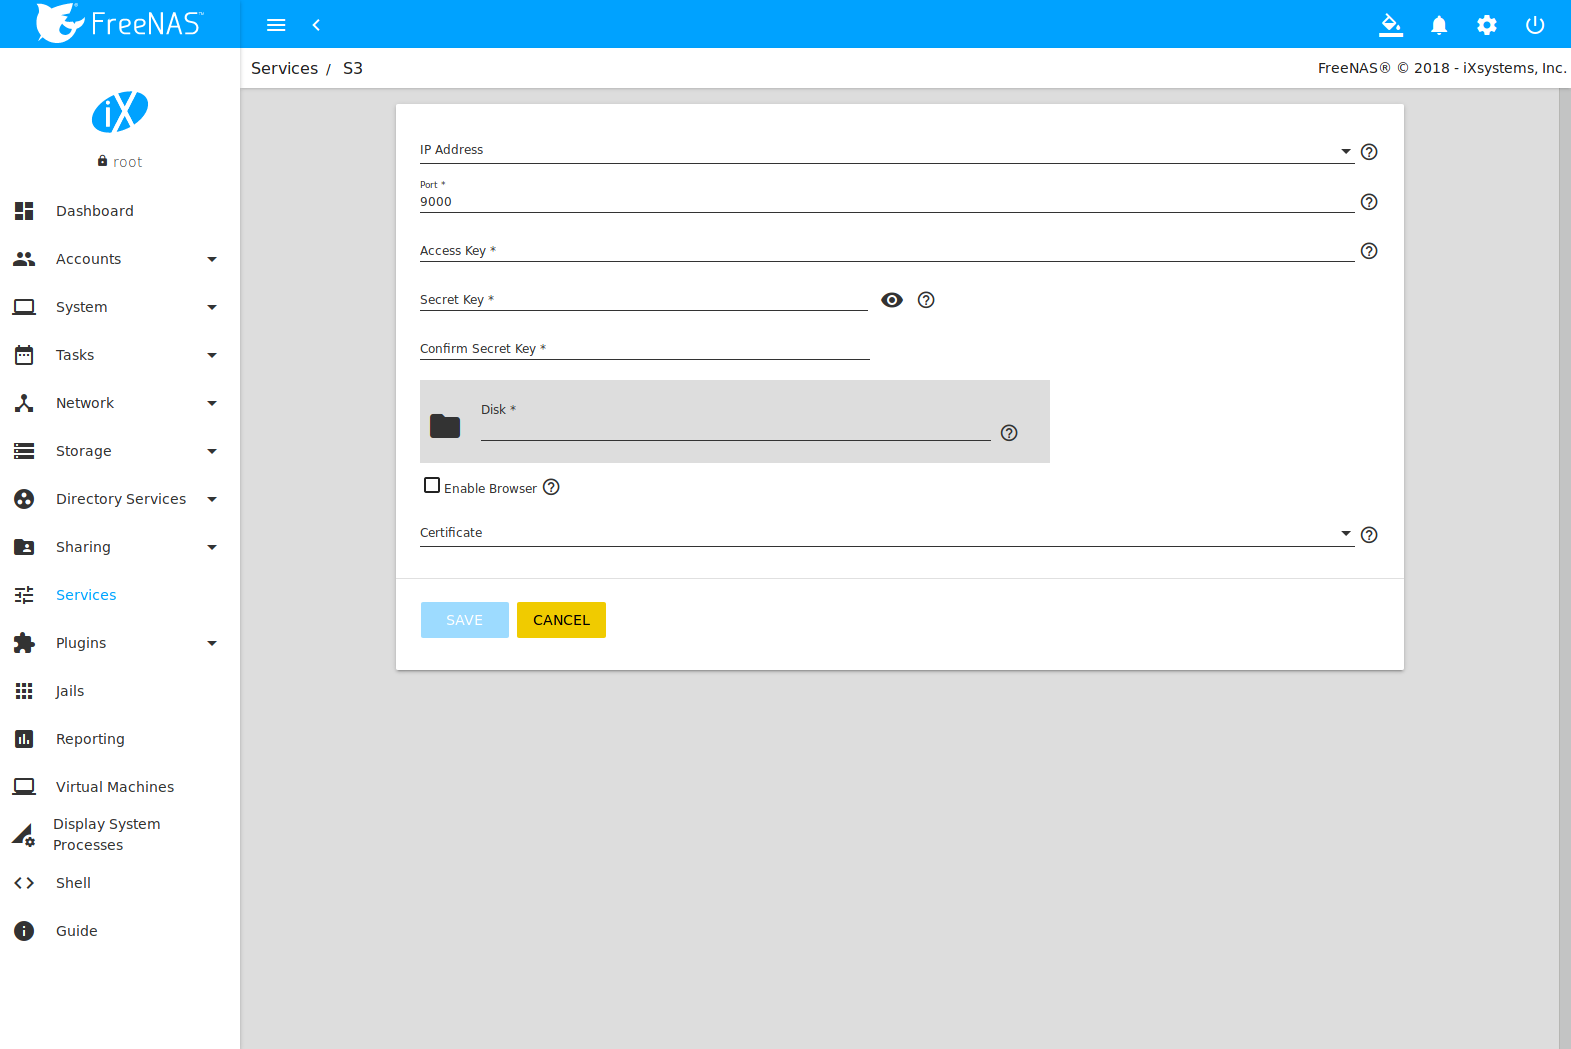 FreeNAS™
Services / S3
FreeNAS® © 2018 - iXsystems, Inc.
iX
root
Dashboard
Accounts
System
Tasks
Network
Storage
Directory Services
Sharing
Services
Plugins
Jails
Reporting
Virtual Machines
Display System
Processes
Shell
Guide
IP Address
Port *
9000
Access Key *
Secret Key *
Confirm Secret Key *
Disk *
Enable Browser
Certificate
SAVE CANCEL